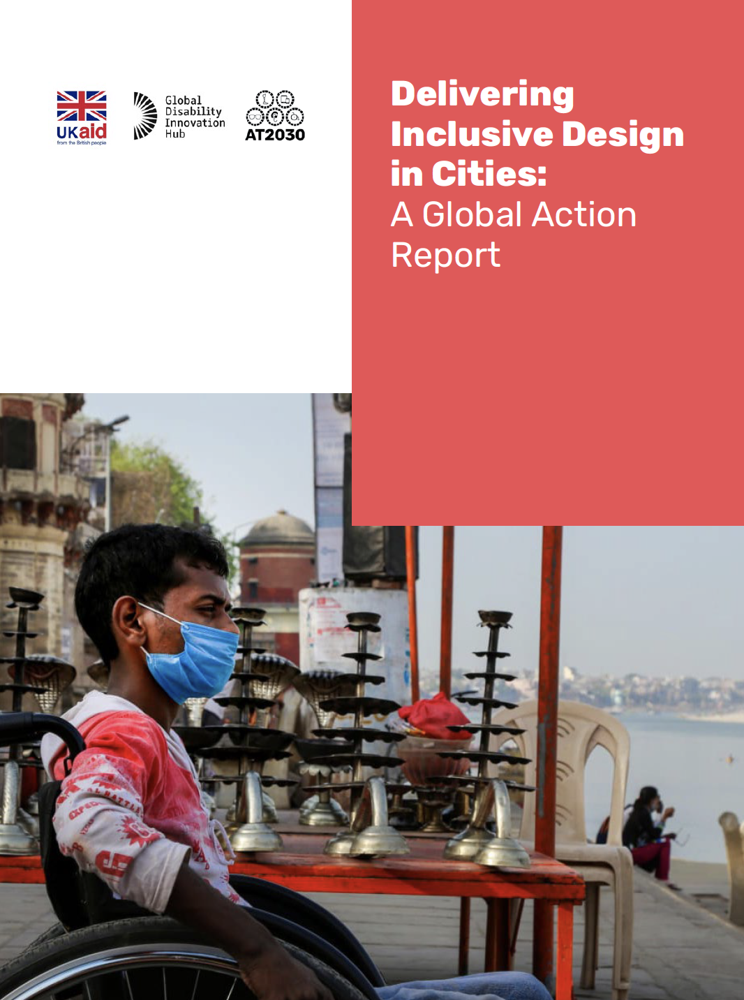 UKaid
from the British people
Global
Disability
Innovation
Hub
AT2030
Delivering
Inclusive Design
in Cities:
A Global Action
Report